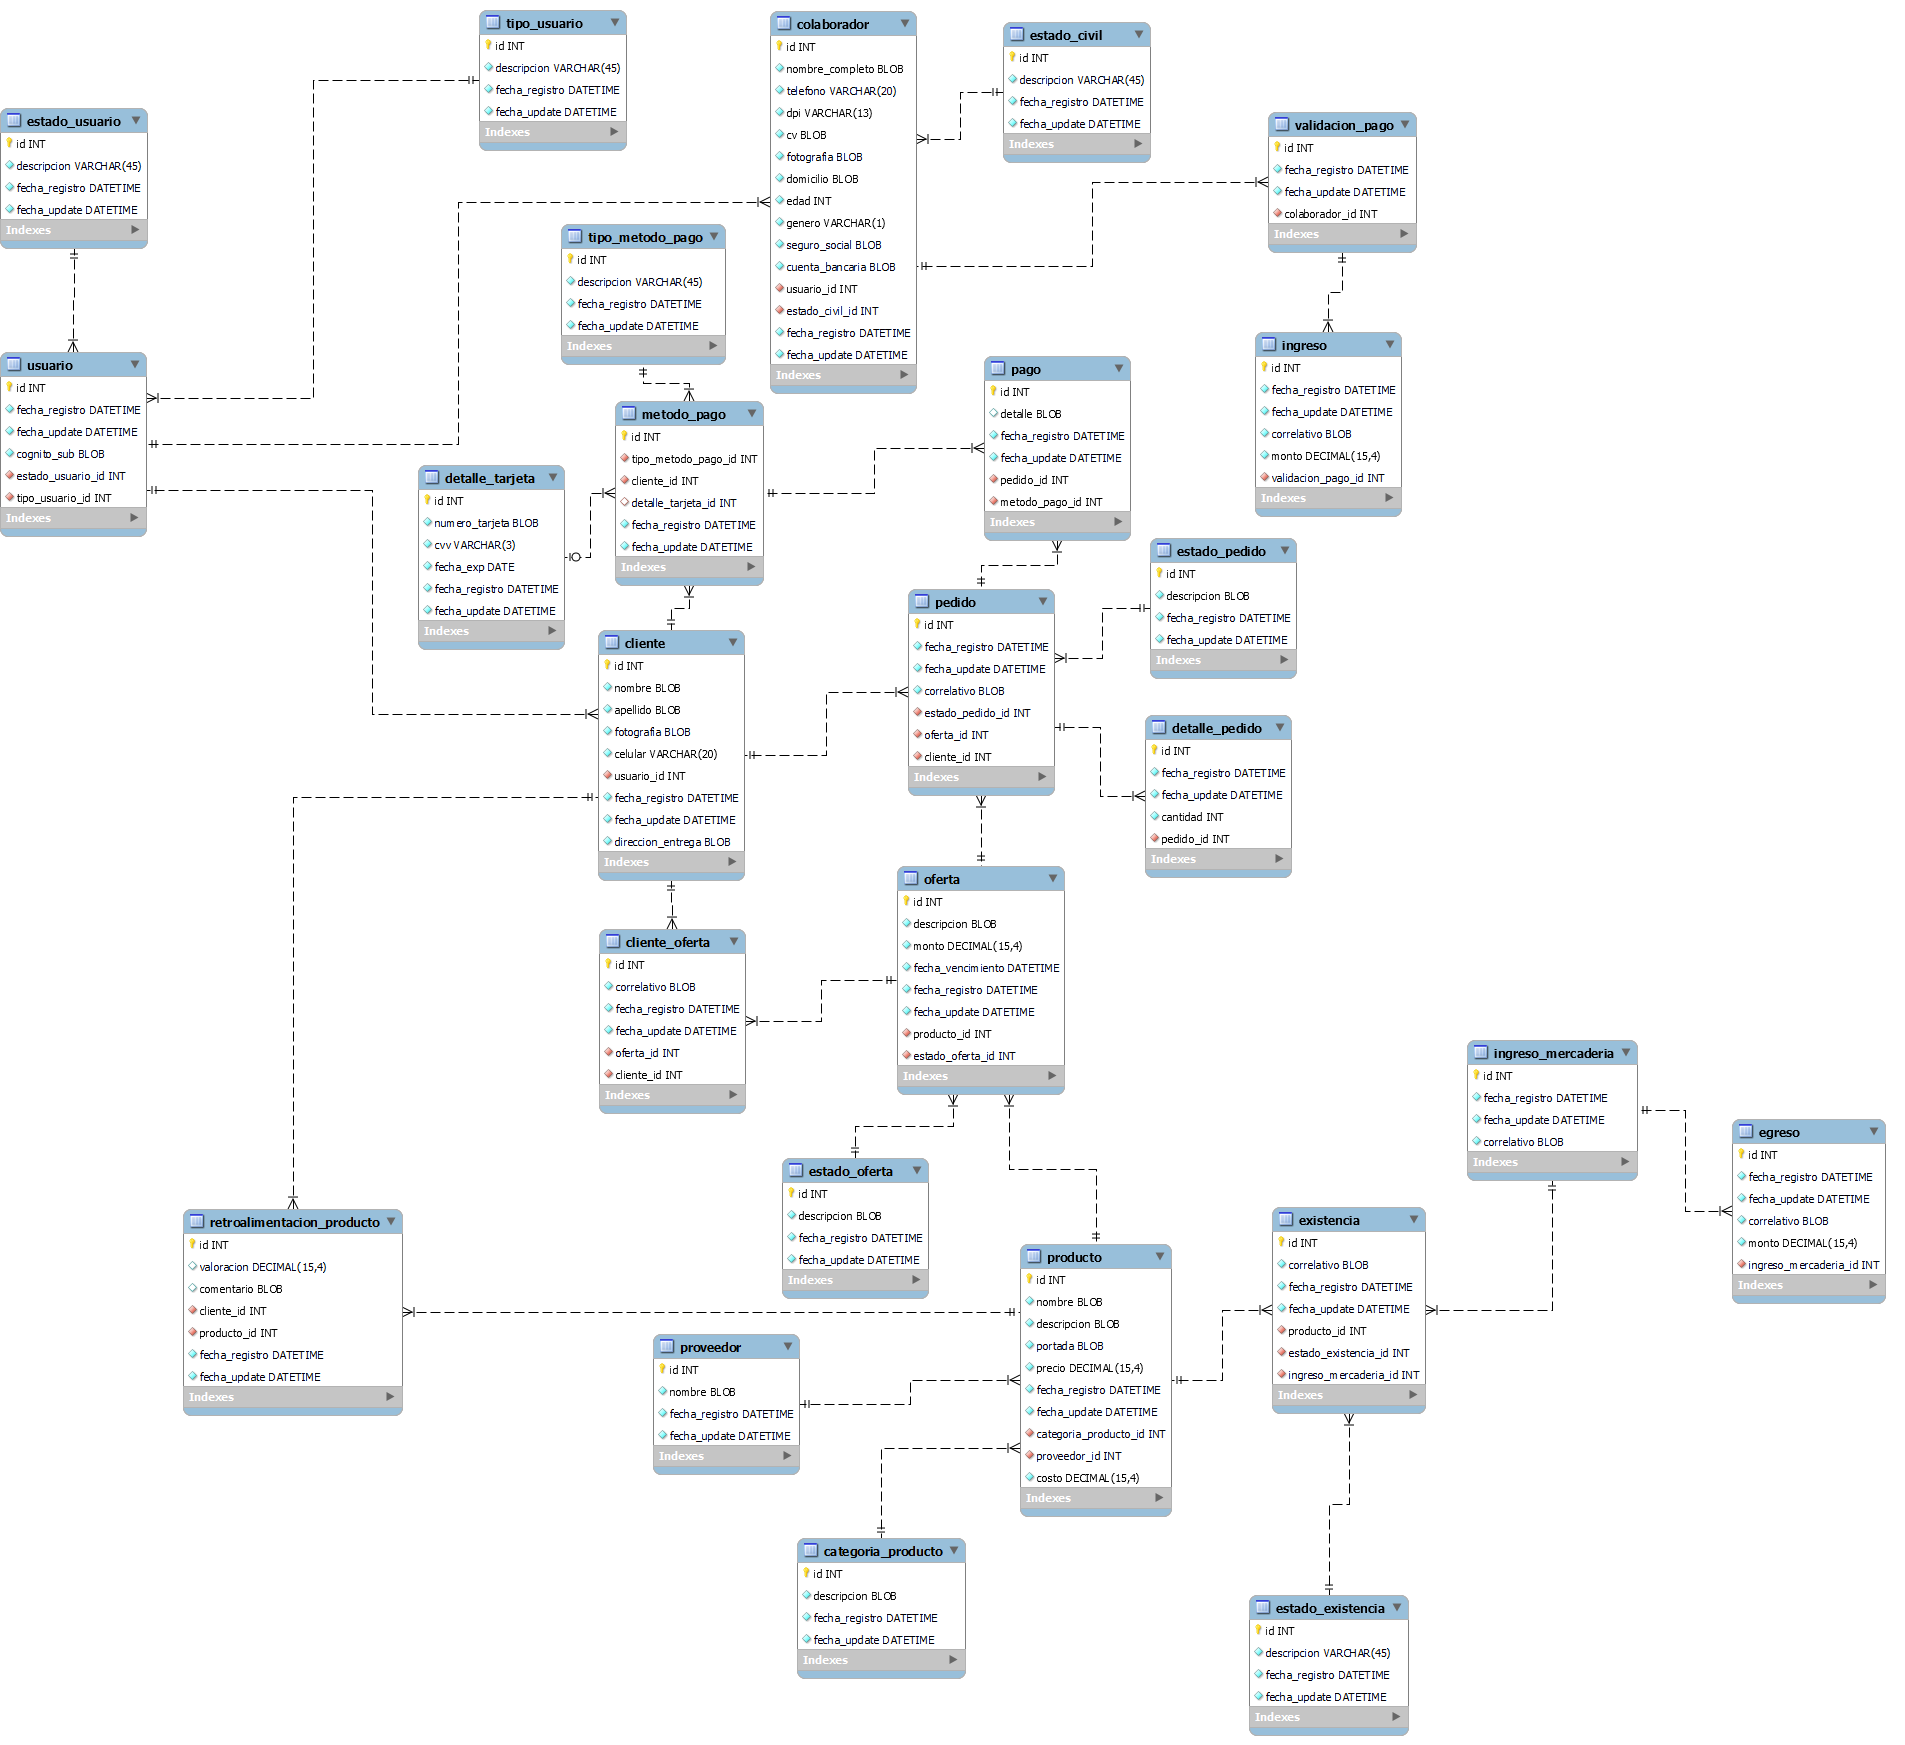 tipo_usuario
id INT
descripcion VARCHAR(45)
fecha_registro DATETIME
fecha_update DATETIME
Indexes
colaborador
id INT
nombre_completo BLOB
telefono VARCHAR(20)
dpi VARCHAR(13)
cv BLOB
fotografia BLOB
domicilio BLOB
edad INT
genero VARCHAR(1)
seguro_social BLOB
cuenta_bancaria BLOB
usuario_id INT
estado_civil_id INT
fecha_registro DATETIME
fecha_update DATETIME
Indexes
estado_civil
id INT
descripcion VARCHAR(45)
fecha_registro DATETIME
fecha_update DATETIME
Indexes
estado_usuario
id INT
descripcion VARCHAR(45)
fecha_registro DATETIME
fecha_update DATETIME
Indexes
validacion_pago
id INT
fecha_registro DATETIME
fecha_update DATETIME
colaborador_id INT
Indexes
tipo_metodo_pago
id INT
descripcion VARCHAR(45)
fecha_registro DATETIME
fecha_update DATETIME
Indexes
usuario
id INT
fecha_registro DATETIME
fecha_update DATETIME
cognito_sub BLOB
estado_usuario_id INT
tipo_usuario_id INT
Indexes
ingreso
id INT
fecha_registro DATETIME
fecha_update DATETIME
correlativo BLOB
monto DECIMAL(15,4)
validacion_pago_id INT
Indexes
pago
id INT
detalle BLOB
fecha_registro DATETIME
fecha_update DATETIME
pedido_id INT
metodo_pago_id INT
Indexes
metodo_pago
id INT
tipo_metodo_pago_id INT
cliente_id INT
detalle_tarjeta_id INT
fecha_registro DATETIME
fecha_update DATETIME
Indexes
detalle_tarjeta
id INT
numero_tarjeta BLOB
cvv VARCHAR(3)
fecha_exp DATE
fecha_registro DATETIME
fecha_update DATETIME
Indexes
estado_pedido
id INT
descripcion BLOB
fecha_registro DATETIME
fecha_update DATETIME
Indexes
pedido
id INT
fecha_registro DATETIME
fecha_update DATETIME
correlativo BLOB
estado_pedido_id INT
oferta_id INT
cliente_id INT
Indexes
cliente
id INT
nombre BLOB
apellido BLOB
fotografia BLOB
celular VARCHAR(20)
usuario_id INT
fecha_registro DATETIME
fecha_update DATETIME
direccion_entrega BLOB
Indexes
detalle_pedido
id INT
fecha_registro DATETIME
fecha_update DATETIME
cantidad INT
pedido_id INT
Indexes
oferta
id INT
descripcion BLOB
monto DECIMAL(15,4)
fecha_vencimiento DATETIME
fecha_registro DATETIME
fecha_update DATETIME
producto_id INT
estado_oferta_id INT
Indexes
cliente_oferta
id INT
correlativo BLOB
fecha_registro DATETIME
fecha_update DATETIME
oferta_id INT
cliente_id INT
Indexes
ingreso_mercaderia
id INT
fecha_registro DATETIME
fecha_update DATETIME
correlativo BLOB
Indexes
egreso
id INT
fecha_registro DATETIME
fecha_update DATETIME
correlativo BLOB
monto DECIMAL(15,4)
ingreso_mercaderia_id INT
Indexes
estado_oferta
id INT
descripcion BLOB
fecha_registro DATETIME
fecha_update DATETIME
Indexes
retroalimentacion_producto
id INT
valoracion DECIMAL(15,4)
comentario BLOB
cliente_id INT
producto_id INT
fecha_registro DATETIME
fecha_update DATETIME
Indexes
existencia
id INT
correlativo BLOB
fecha_registro DATETIME
fecha_update DATETIME
producto_id INT
estado_existencia_id INT
ingreso_mercaderia_id INT
Indexes
producto
id INT
nombre BLOB
descripcion BLOB
portada BLOB
precio DECIMAL(15,4)
fecha_registro DATETIME
fecha_update DATETIME
categoria_producto_id INT
proveedor_id INT
costo DECIMAL(15,4)
Indexes
proveedor
id INT
nombre BLOB
fecha_registro DATETIME
fecha_update DATETIME
Indexes
categoria_producto
id INT
descripcion BLOB
fecha_registro DATETIME
fecha_update DATETIME
Indexes
estado_existencia
id INT
descripcion VARCHAR(45)
fecha_registro DATETIME
fecha_update DATETIME
Indexes